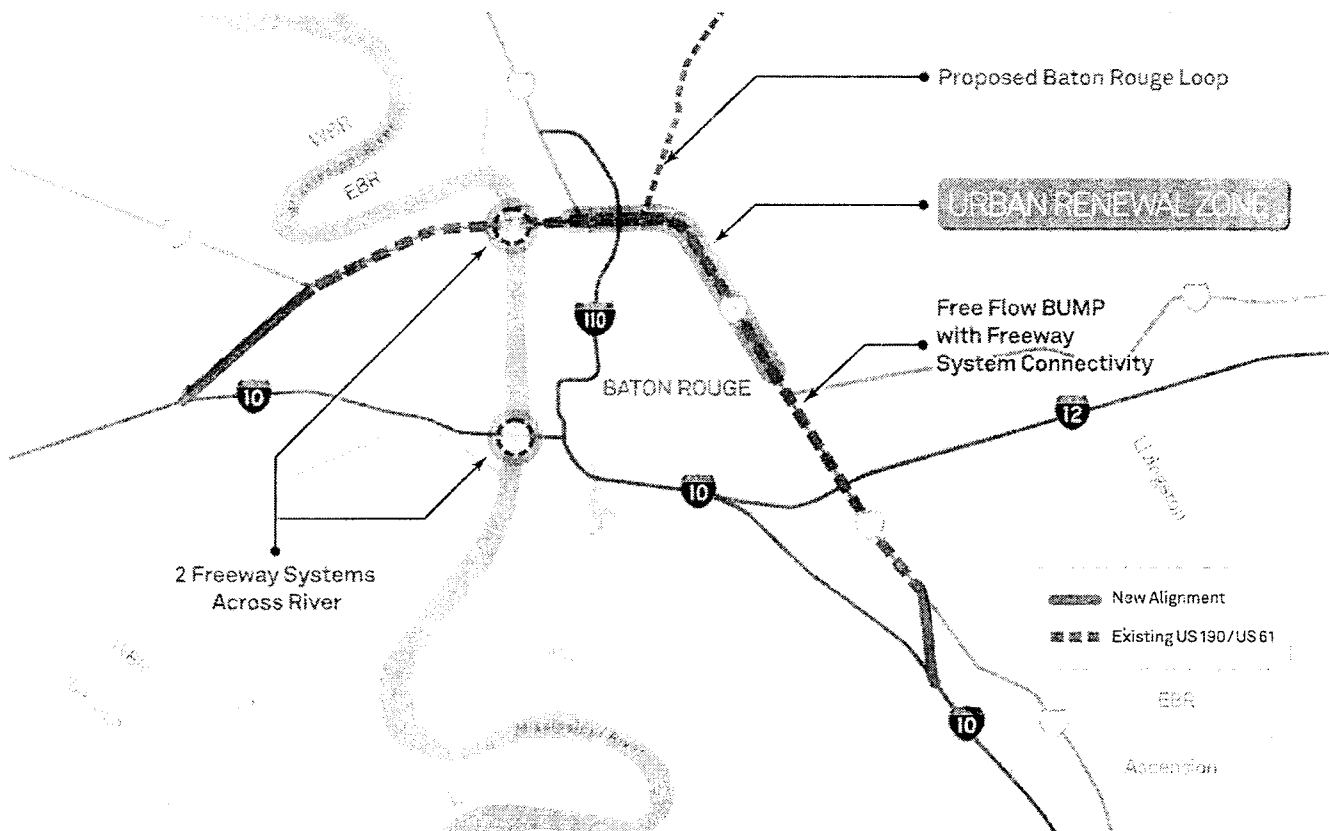 Proposed Baton Rouge Loop
WBR
EBR
URBAN RENEWAL ZONE
Free Flow BUMP
with Freeway
System Connectivity
110
BATON ROUGE
10
12
10
Livingston
2 Freeway Systems
Across River
New Alignment
Existing US 190/US 61
EBR
10
Ascension